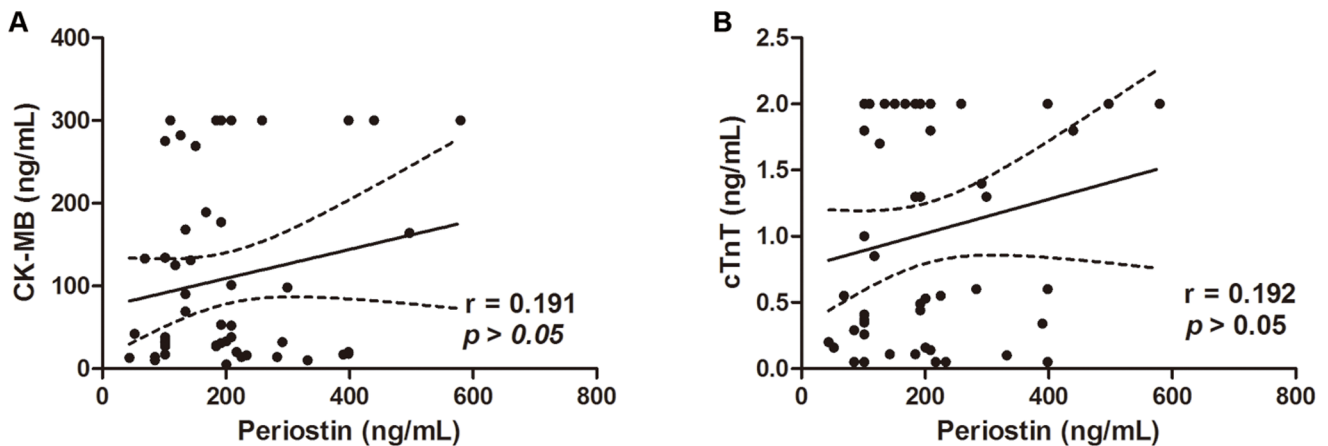 A
400
300
200
100
0
CK-MB (ng/mL)
r = 0.191
p > 0.05
0 200 400 600 800
Periostin (ng/mL)
B
2.5
2.0
1.5
1.0
0.5
0.0
cTnT (ng/mL)
r = 0.192
p > 0.05
0 200 400 600 800
Periostin (ng/mL)